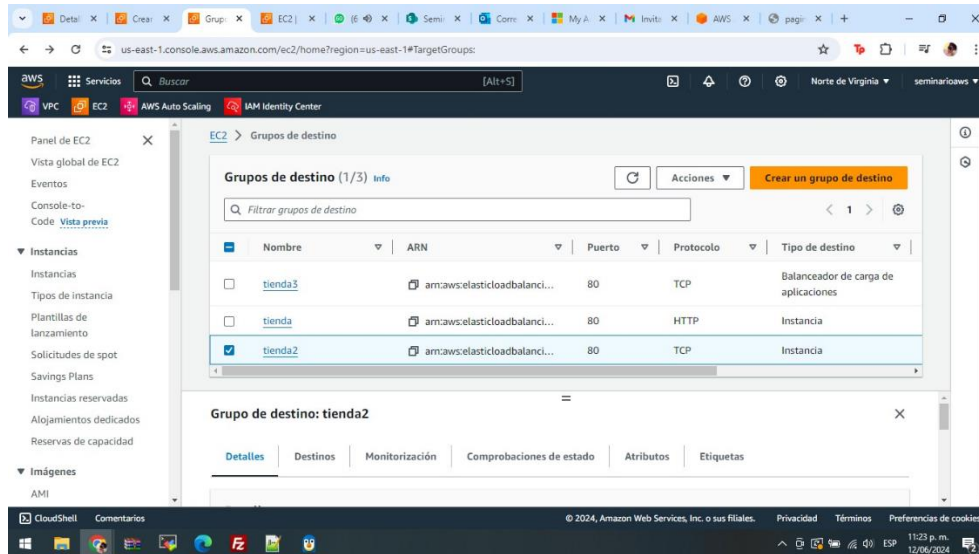 Detal
Crear
Grup
EC2 |
(6
Semin
Corre
My A
Invita
AWS
pagin
us-east-1.console.aws.amazon.com/ec2/home?region=us-east-1#TargetGroups:
aws
Servicios
Buscar
[Alt+S]
Norte de Virginia
seminarioaws
VPC
EC2
AWS Auto Scaling
IAM Identity Center
Panel de EC2
Vista global de EC2
Eventos
Console-to-
Code Vista previa
Instancias
Instancias
Tipos de instancia
Plantillas de
lanzamiento
Solicitudes de spot
Savings Plans
Instancias reservadas
Alojamientos dedicados
Reservas de capacidad
Imágenes
AMI
EC2 > Grupos de destino
Grupos de destino (1/3) Info
Acciones
Crear un grupo de destino
Filtrar grupos de destino
1
Nombre ARN Puerto Protocolo Tipo de destino
tienda3 arn:aws:elasticloadbalanci... 80 TCP Balanceador de carga de
aplicaciones
tienda arn:aws:elasticloadbalanci... 80 HTTP Instancia
tienda2 arn:aws:elasticloadbalanci... 80 TCP Instancia
Grupo de destino: tienda2
Detalles Destinos Monitorización Comprobaciones de estado Atributos Etiquetas
CloudShell Comentarios © 2024, Amazon Web Services, Inc. o sus filiales. Privacidad Términos Preferencias de cookies
ESP
11:23 p. m.
12/06/2024